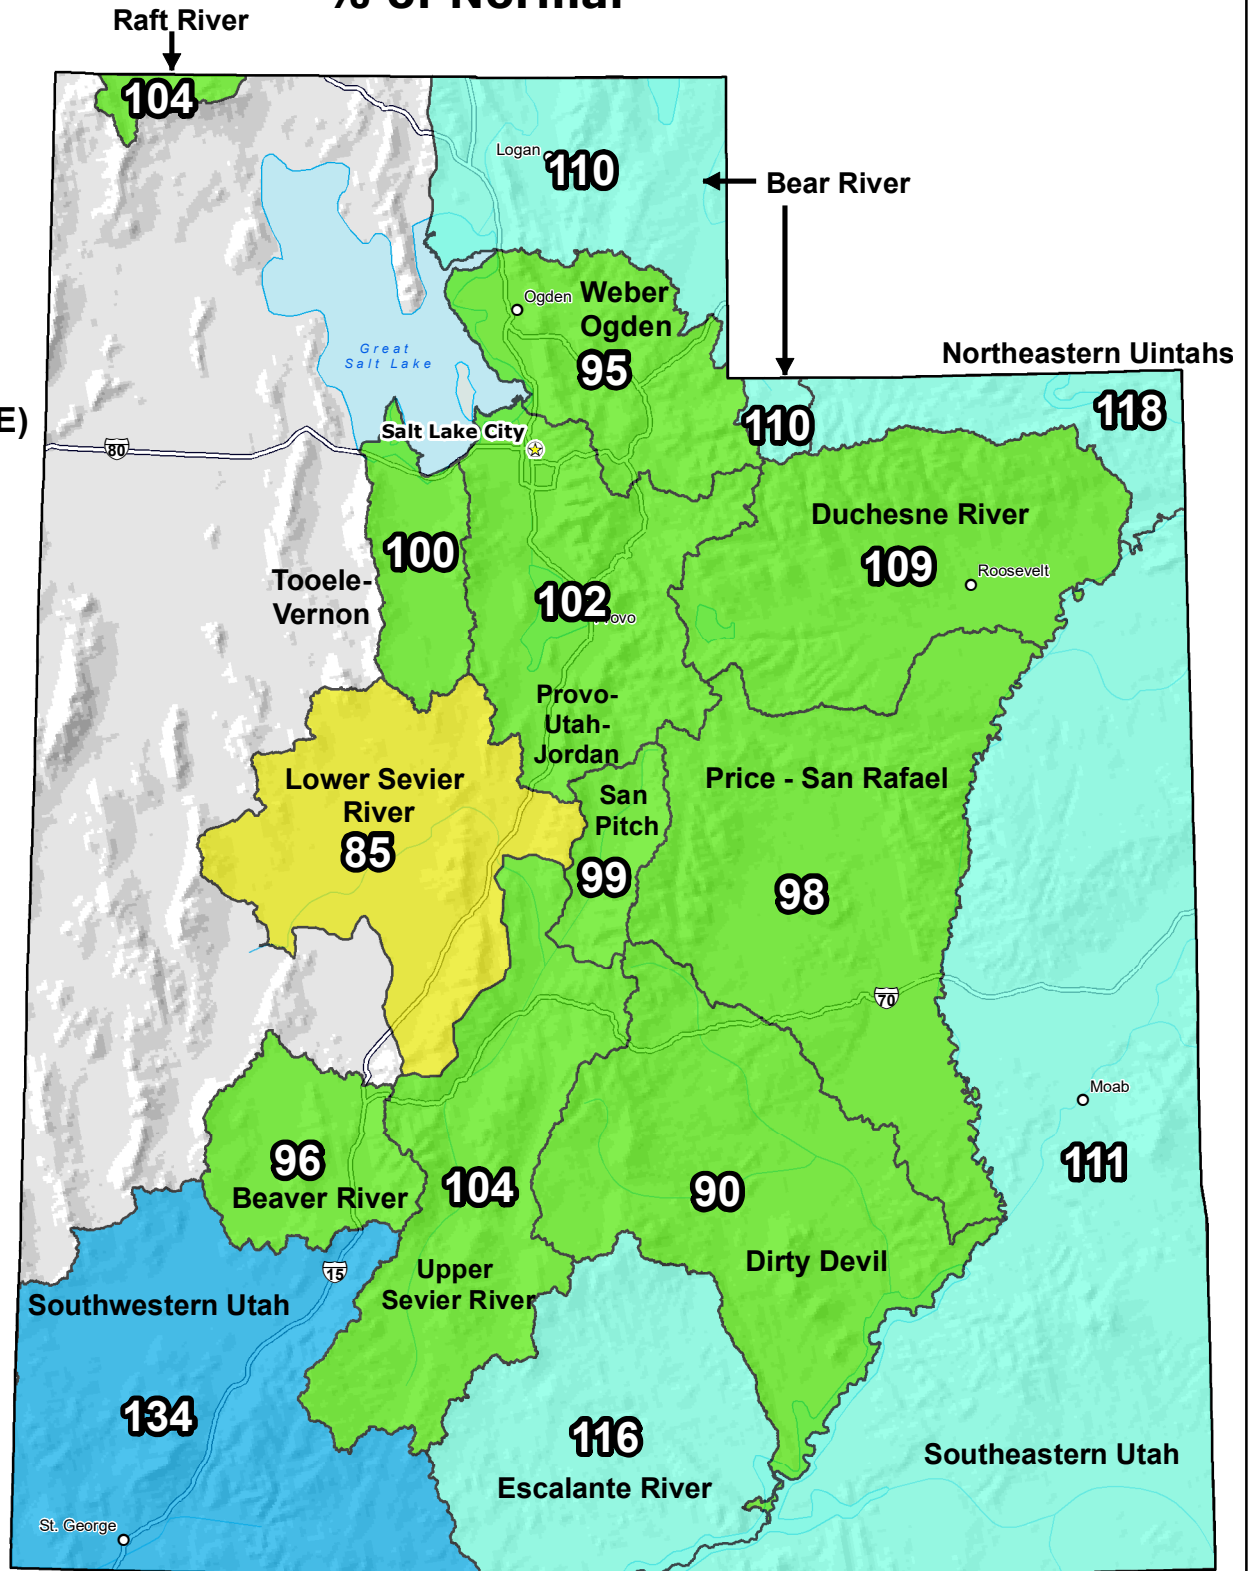 % of Normal
Raft River
104
Logan
110
Bear River
Ogden
Weber
Ogden
95
Great
Salt Lake
Northeastern Uintahs
118
110
E)
Salt Lake City
80
Duchesne River
109
Roosevelt
100
Tooele-
Vernon
102
Provo-
Utah-
Jordan
Lower Sevier
River
85
San
Pitch
99
Price - San Rafael
98
70
Moab
111
96
Beaver River
104
90
Dirty Devil
Upper
Sevier River
15
Southwestern Utah
134
116
Escalante River
Southeastern Utah
St. George